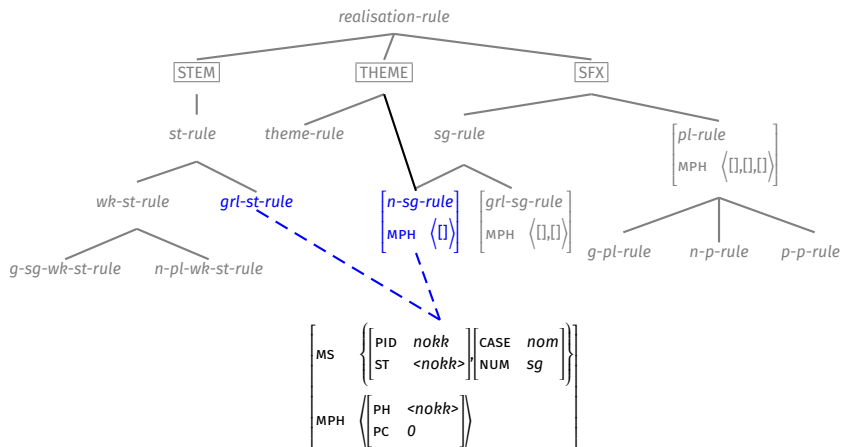 realisation-rule
STEM THEME SFX
st-rule theme-rule sg-rule [pl-rule
MPH ⟨[],[],[]⟩]
wk-st-rule grl-st-rule [n-sg-rule [grl-sg-rule
MPH ⟨[]⟩] MPH ⟨[],[]⟩]
g-pl-rule n-p-rule p-p-rule
g-sg-wk-st-rule n-pl-wk-st-rule
[MS {[PID nokk ST <nokk>],[CASE nom NUM sg]}
MPH ⟨[PH <nokk> PC 0]⟩]